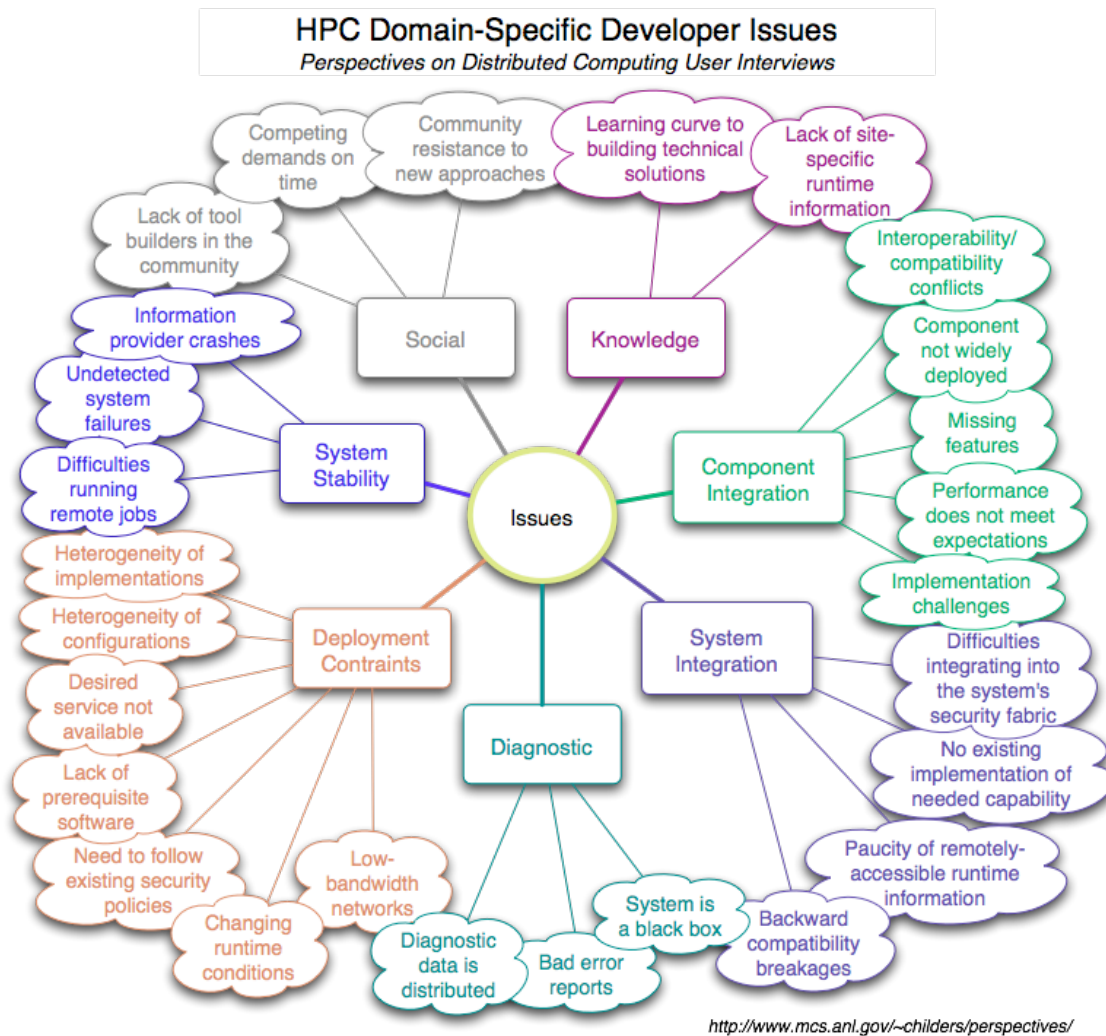 HPC Domain-Specific Developer Issues
Perspectives on Distributed Computing User Interviews
Competing
demands on
time
Community
resistance to
new approaches
Learning curve to
building technical
solutions
Lack of site-
specific
runtime
information
Lack of tool
builders in the
community
Interoperability/
compatibility
conflicts
Information
provider crashes
Social
Knowledge
Component
not widely
deployed
Undetected
system
failures
System
Stability
Component
Integration
Missing
features
Difficulties
running
remote jobs
Issues
Performance
does not meet
expectations
Heterogeneity of
implementations
Implementation
challenges
Heterogeneity of
configurations
Deployment
Contraints
System
Integration
Difficulties
integrating into
the system's
security fabric
Desired
service not
available
Diagnostic
No existing
implementation of
needed capability
Lack of
prerequisite
software
Need to follow
existing security
policies
Low-
bandwidth
networks
Paucity of remotely-
accessible runtime
information
Changing
runtime
conditions
Diagnostic
data is
distributed
Bad error
reports
System is
a black box
Backward
compatibility
breakages
http://www.mcs.anl.gov/~childers/perspectives/